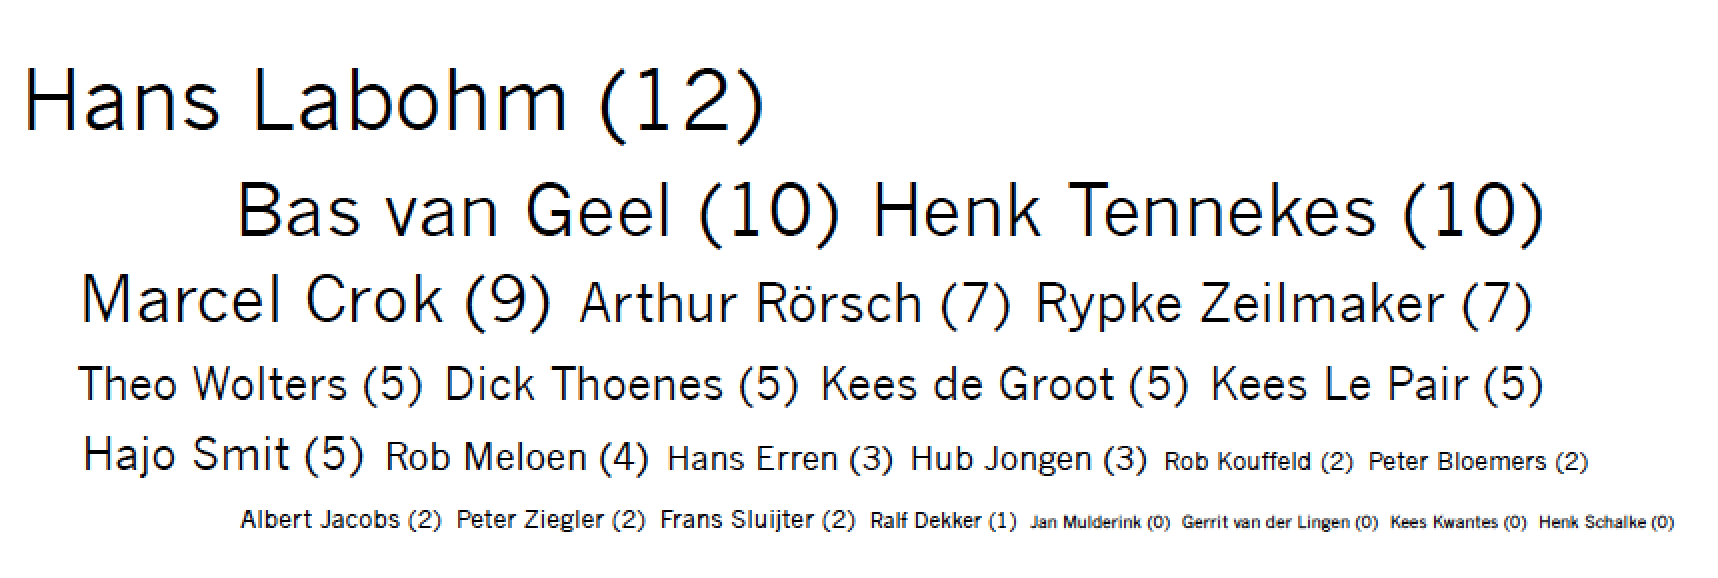 Hans Labohm (12)
Bas van Geel (10) Henk Tennekes (10)
Marcel Crok (9) Arthur Rörsch (7) Rypke Zeilmaker (7)
Theo Wolters (5) Dick Thoenes (5) Kees de Groot (5) Kees Le Pair (5)
Hajo Smit (5) Rob Meloen (4) Hans Erren (3) Hub Jongen (3) Rob Kouffeld (2) Peter Bloemers (2)
Albert Jacobs (2) Peter Ziegler (2) Frans Sluijter (2) Ralf Dekker (1) Jan Mulderink (0) Gerrit van der Lingen (0) Kees Kwantes (0) Henk Schalke (0)